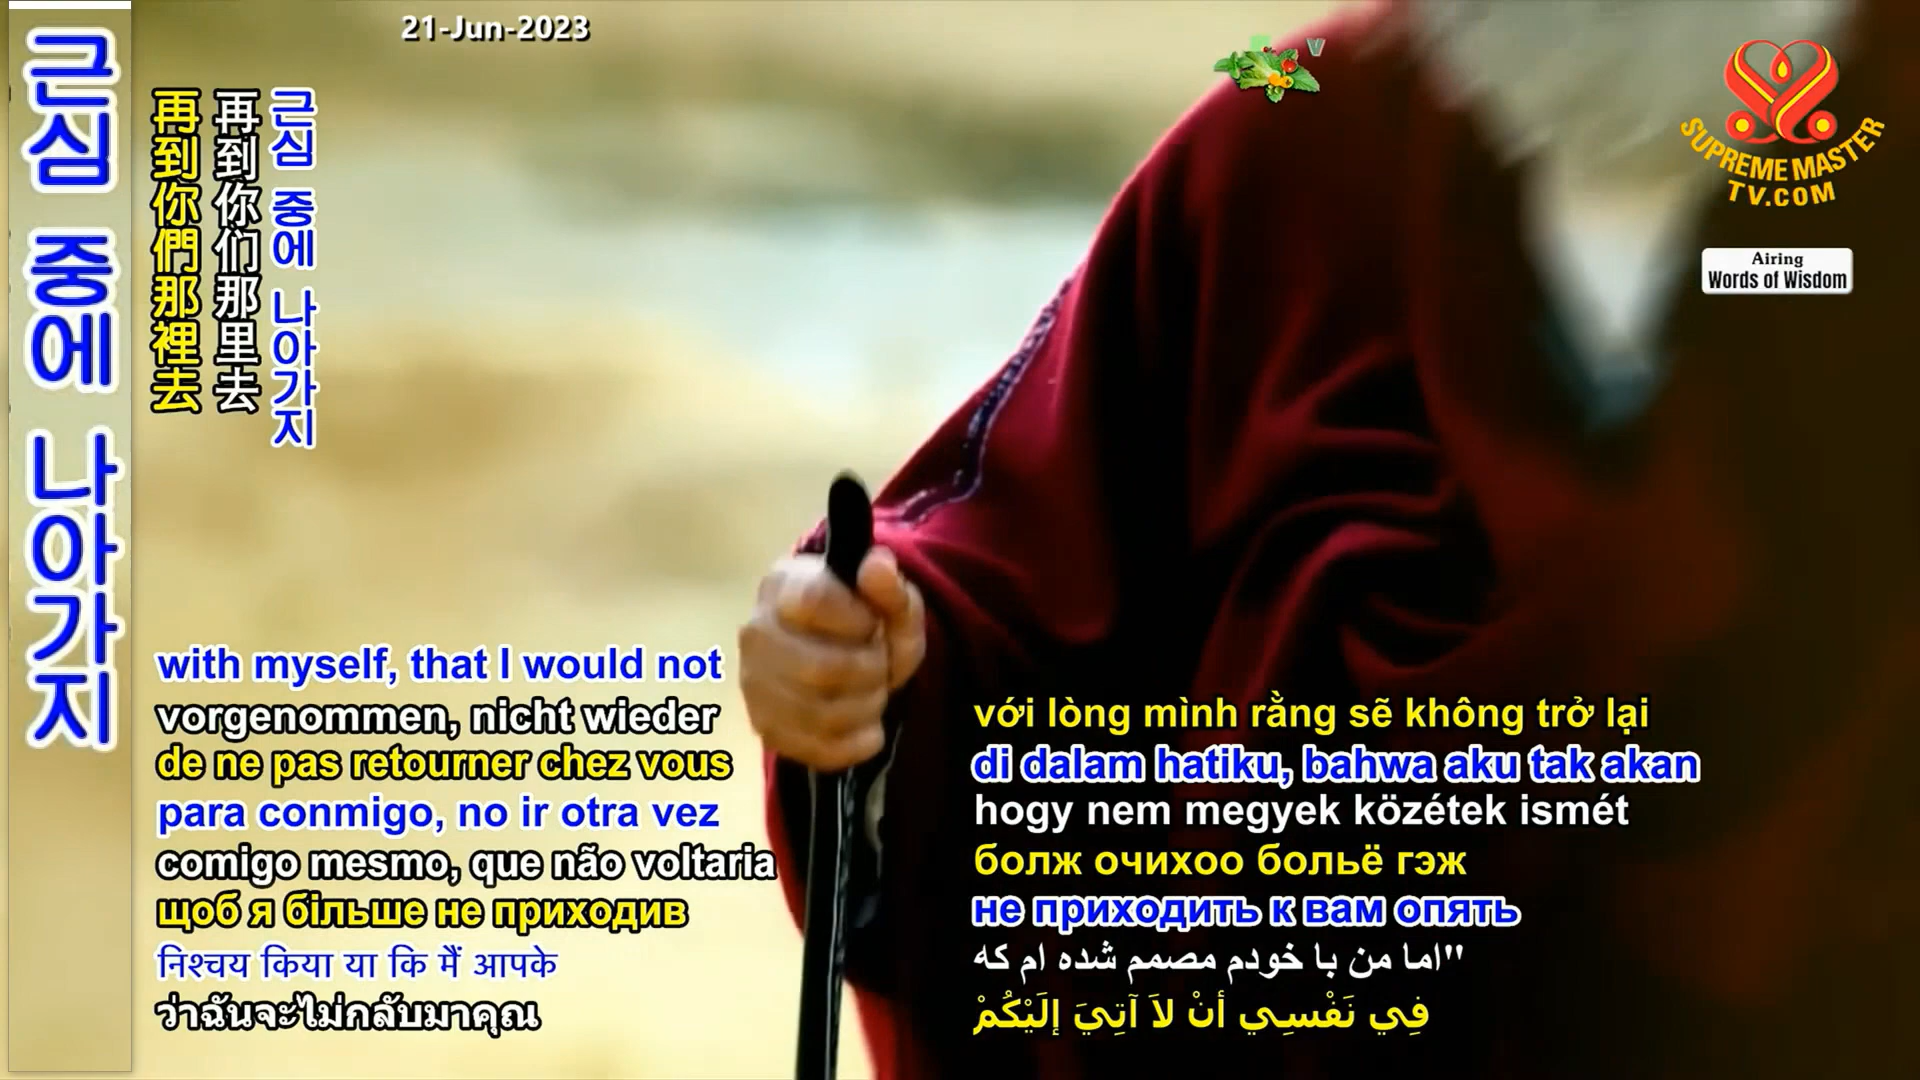 21-Jun-2023
근심 중에 나아가지
再到你們那裡去
再到你们那里去
근심 중에 나아가지
SUPREME MASTER
TV.COM
Airing
Words of Wisdom
with myself, that I would not
vorgenommen, nicht wieder
de ne pas retourner chez vous
para conmigo, no ir otra vez
comigo mesmo, que não voltaria
щоб я більше не приходив
निश्चय किया या कि मैं आपके
ว่าฉันจะไม่กลับมาคุณ
với lòng mình rằng sẽ không trở lại
di dalam hatiku, bahwa aku tak akan
hogy nem megyek közétek ismét
болж очихоо больё гэж
не приходить к вам опять
"اما من با خودم مصمم شده ام که
فِي نَفْسِي أنْ لاَ آتِيَ إلَيْكُمْ